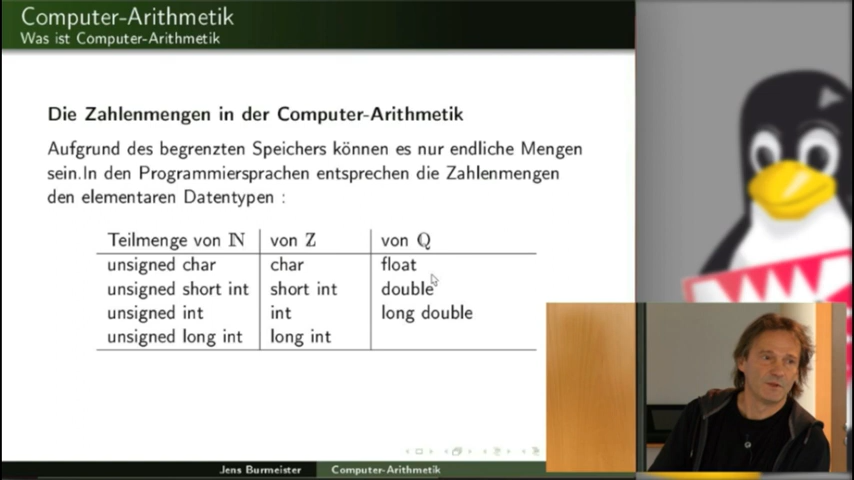 Computer-Arithmetik
Was ist Computer-Arithmetik
Die Zahlenmengen in der Computer-Arithmetik
Aufgrund des begrenzten Speichers können es nur endliche Mengen
sein.In den Programmiersprachen entsprechen die Zahlenmengen
den elementaren Datentypen :
Teilmenge von ℕ von ℤ von ℚ
unsigned char char float
unsigned short int short int double
unsigned int int long double
unsigned long int long int
Jens Burmeister Computer-Arithmetik